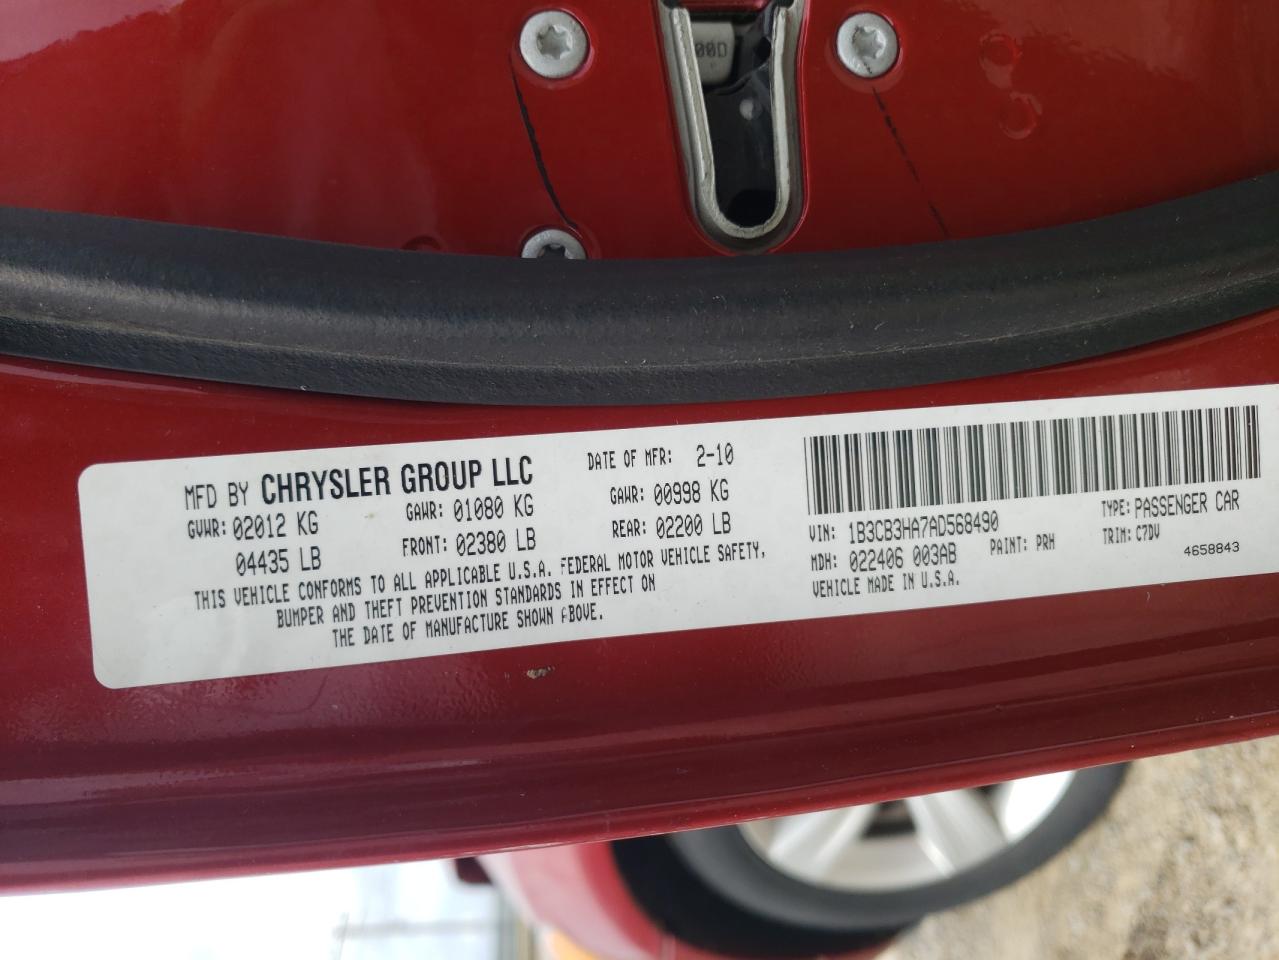 00D
MFD BY CHRYSLER GROUP LLC
DATE OF MFR: 2-10
GVWR: 02012 KG
GAWR: 01080 KG
GAWR: 00998 KG
04435 LB
FRONT: 02380 LB
REAR: 02200 LB
THIS VEHICLE CONFORMS TO ALL APPLICABLE U.S.A. FEDERAL MOTOR VEHICLE SAFETY,
BUMPER AND THEFT PREVENTION STANDARDS IN EFFECT ON
THE DATE OF MANUFACTURE SHOWN ABOVE.
VIN: 1B3CB3HA7AD568490
TYPE: PASSENGER CAR
MDH: 022406 003AB
PAINT: PRH
TRIM: C7DV
VEHICLE MADE IN U.S.A.
4658843